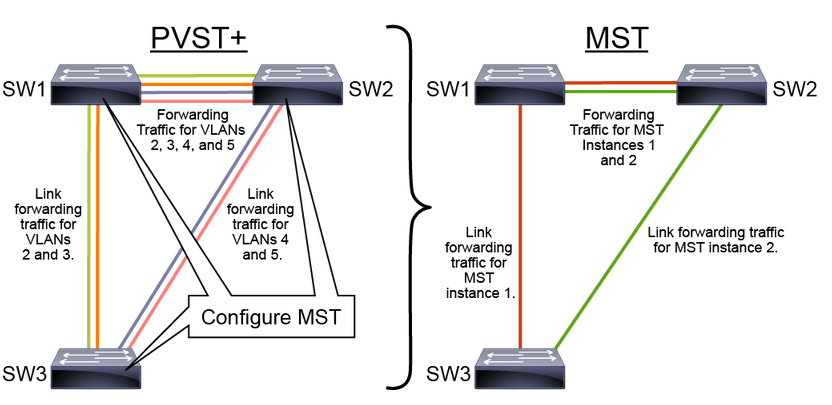 PVST+
SW1
SW2
Forwarding
Traffic for VLANs
2, 3, 4, and 5
Link
forwarding
traffic for
VLANs
2 and 3.
Link
forwarding
traffic for
VLANs 4
and 5.
Configure MST
SW3
MST
SW1
SW2
Forwarding
Traffic for MST
Instances 1
and 2
Link
forwarding
traffic for
MST
instance 1.
Link forwarding traffic
for MST instance 2.
SW3